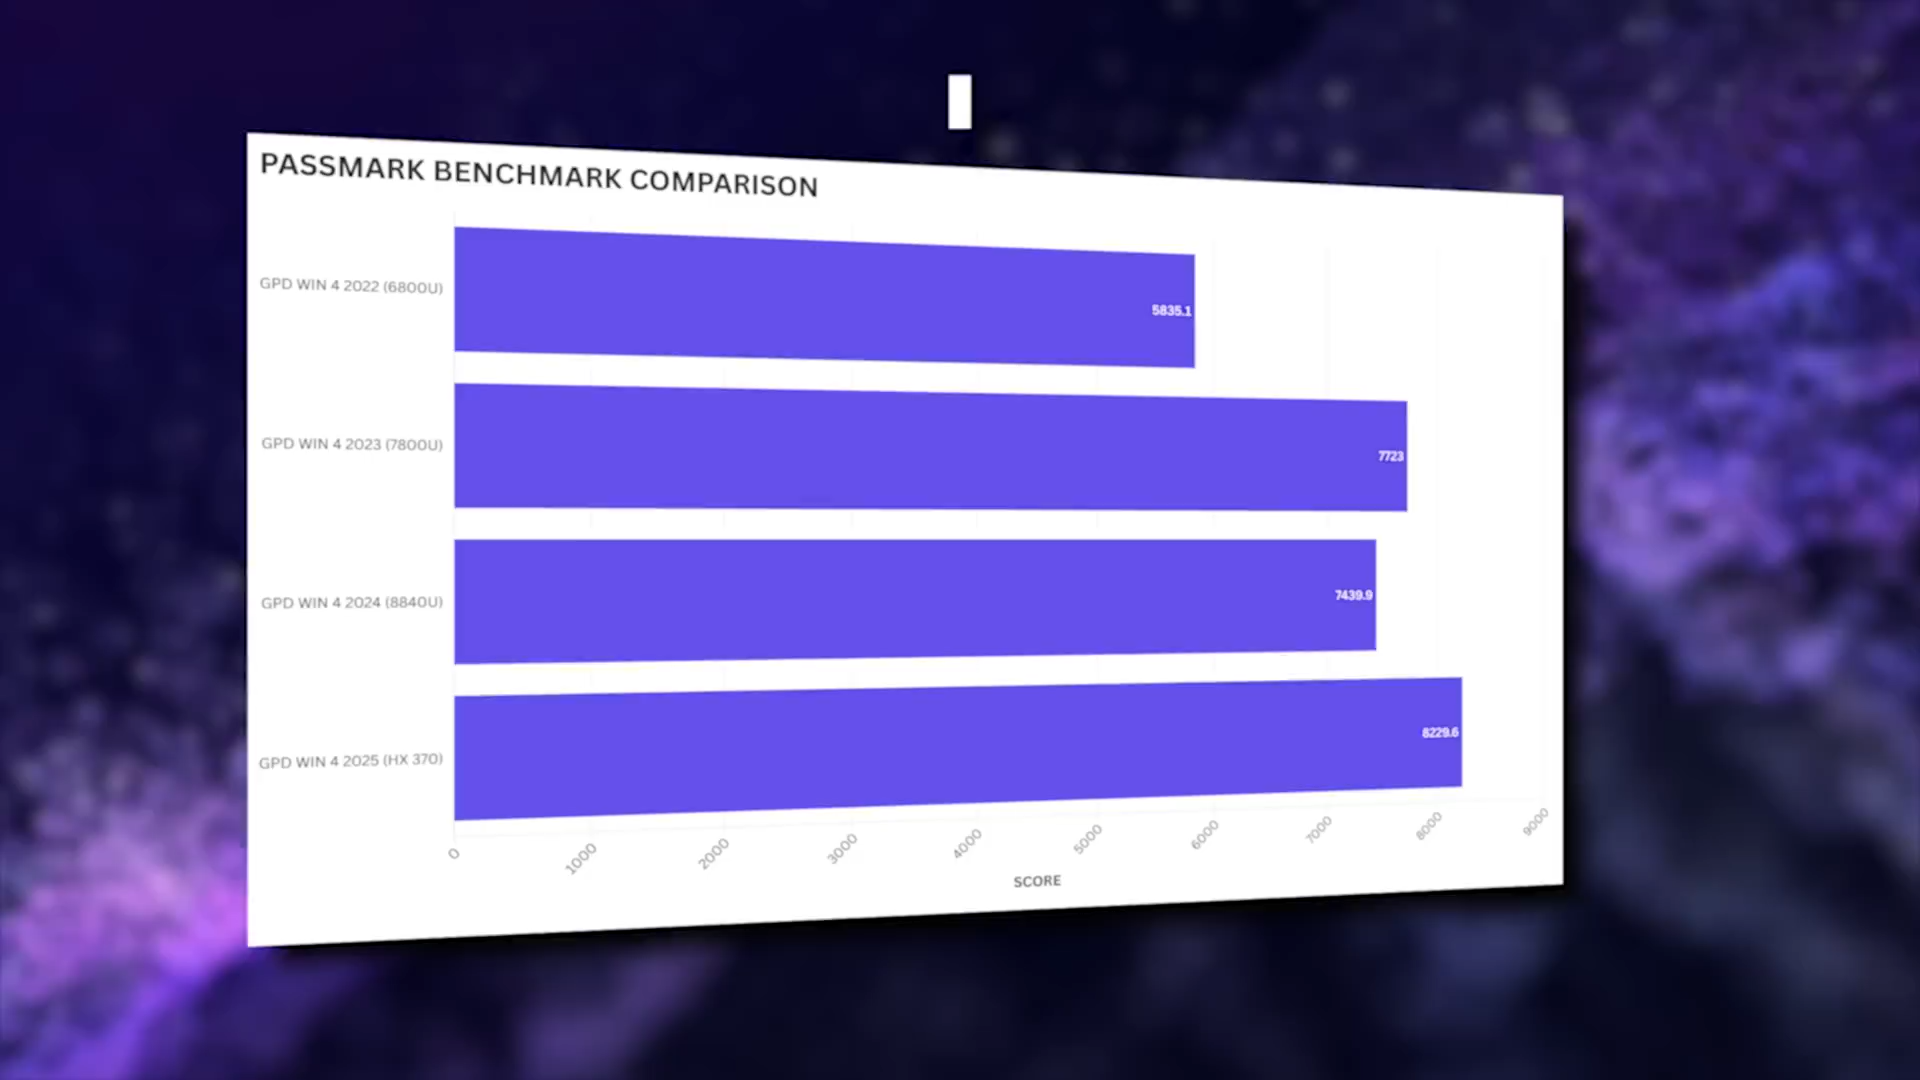 PASSMARK BENCHMARK COMPARISON
GPD WIN 4 2022 (6800U)
5835.1
GPD WIN 4 2023 (7800U)
7723
GPD WIN 4 2024 (8840U)
7439.9
GPD WIN 4 2025 (HX 370)
8229.6
0 1000 2000 3000 4000 5000 6000 7000 8000 9000
SCORE